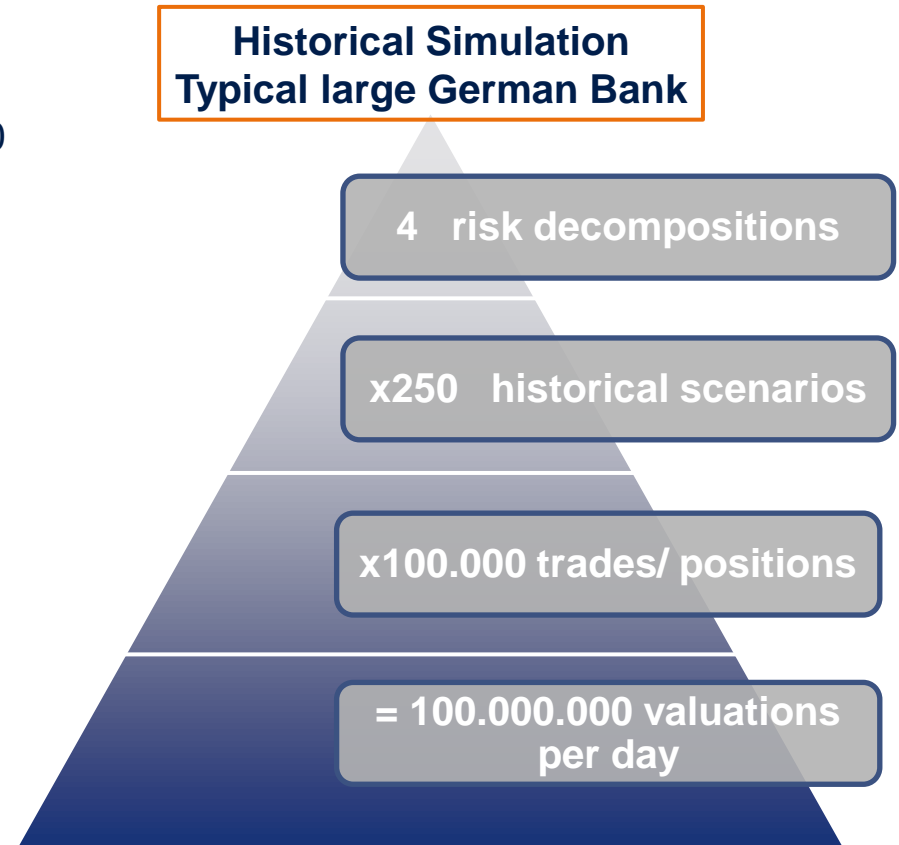 Historical Simulation
Typical large German Bank
4 risk decompositions
x250 historical scenarios
x100.000 trades/ positions
= 100.000.000 valuations
per day